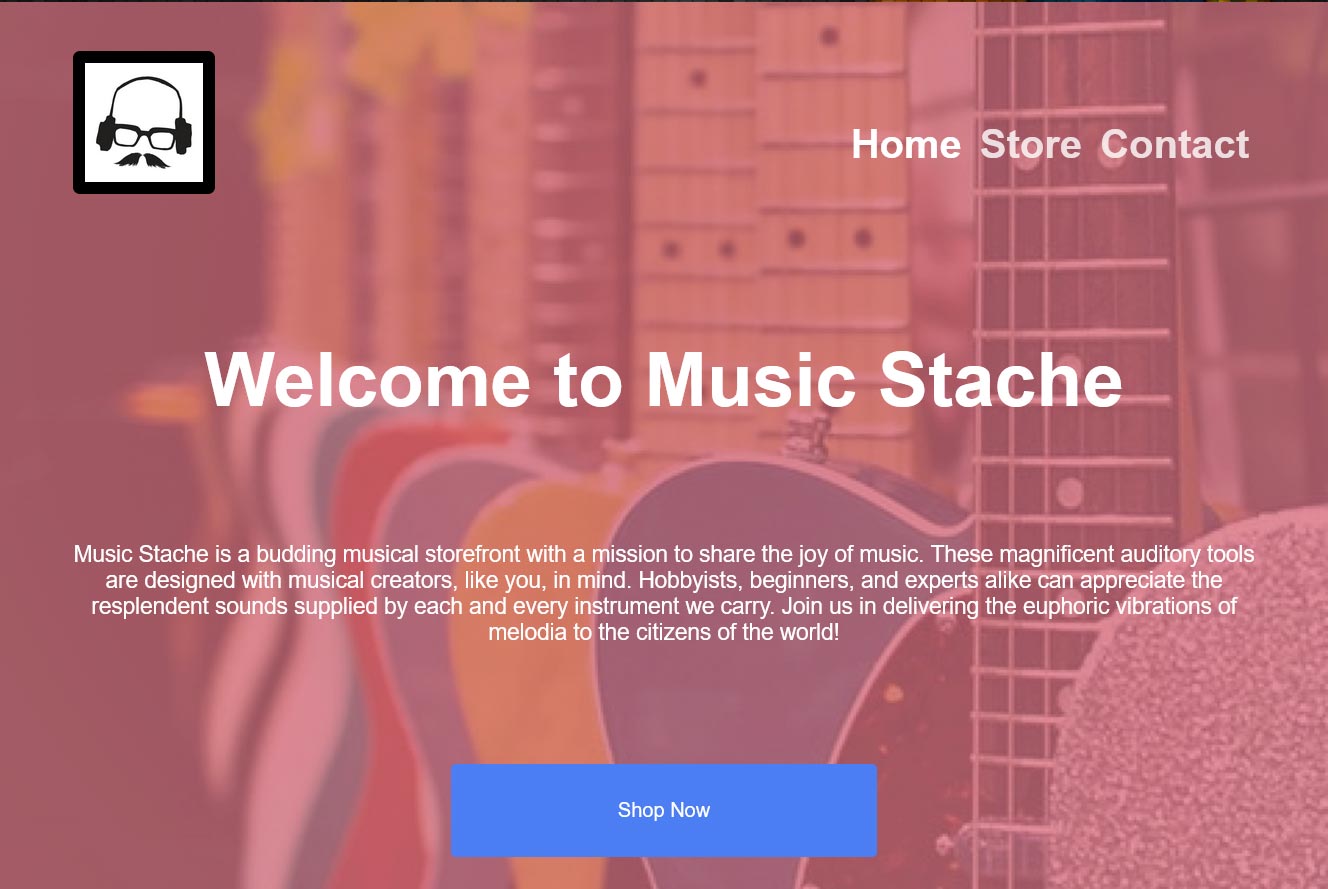 Home Store Contact
Welcome to Music Stache
Music Stache is a budding musical storefront with a mission to share the joy of music. These magnificent auditory tools
are designed with musical creators, like you, in mind. Hobbyists, beginners, and experts alike can appreciate the
resplendent sounds supplied by each and every instrument we carry. Join us in delivering the euphoric vibrations of
melodia to the citizens of the world!
Shop Now